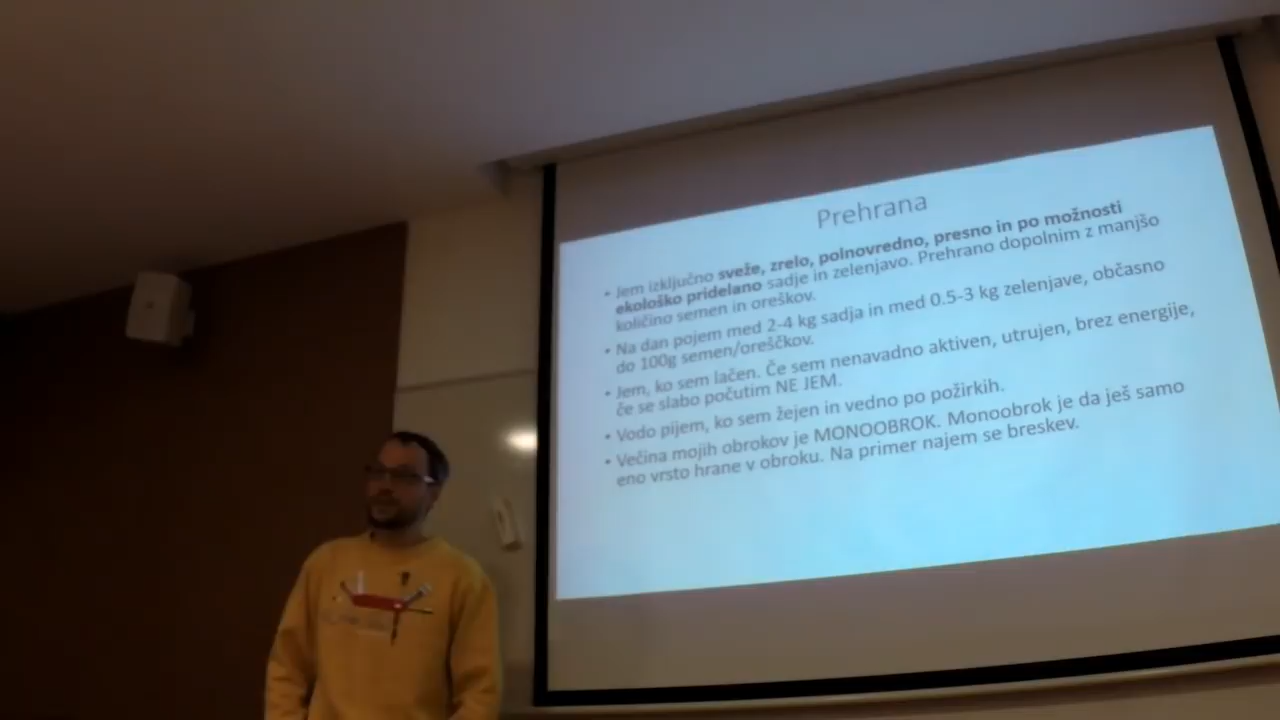 Prehrana
• Jem izključno sveže, zrelo, polnovredno, presno in po možnosti
ekološko pridelano sadje in zelenjavo. Prehrano dopolnim z manjšo
količino semen in oreškov.
• Na dan pojem med 2-4 kg sadja in med 0.5-3 kg zelenjave, občasno
do 100g semen/oreščkov.
• Jem, ko sem lačen. Če sem nenavadno aktiven, utrujen, brez energije,
če se slabo počutim NE JEM.
• Vodo pijem, ko sem žejen in vedno po požirkih.
• Večina mojih obrokov je MONOOBROK. Monoobrok je da ješ samo
eno vrsto hrane v obroku. Na primer najem se breskev.